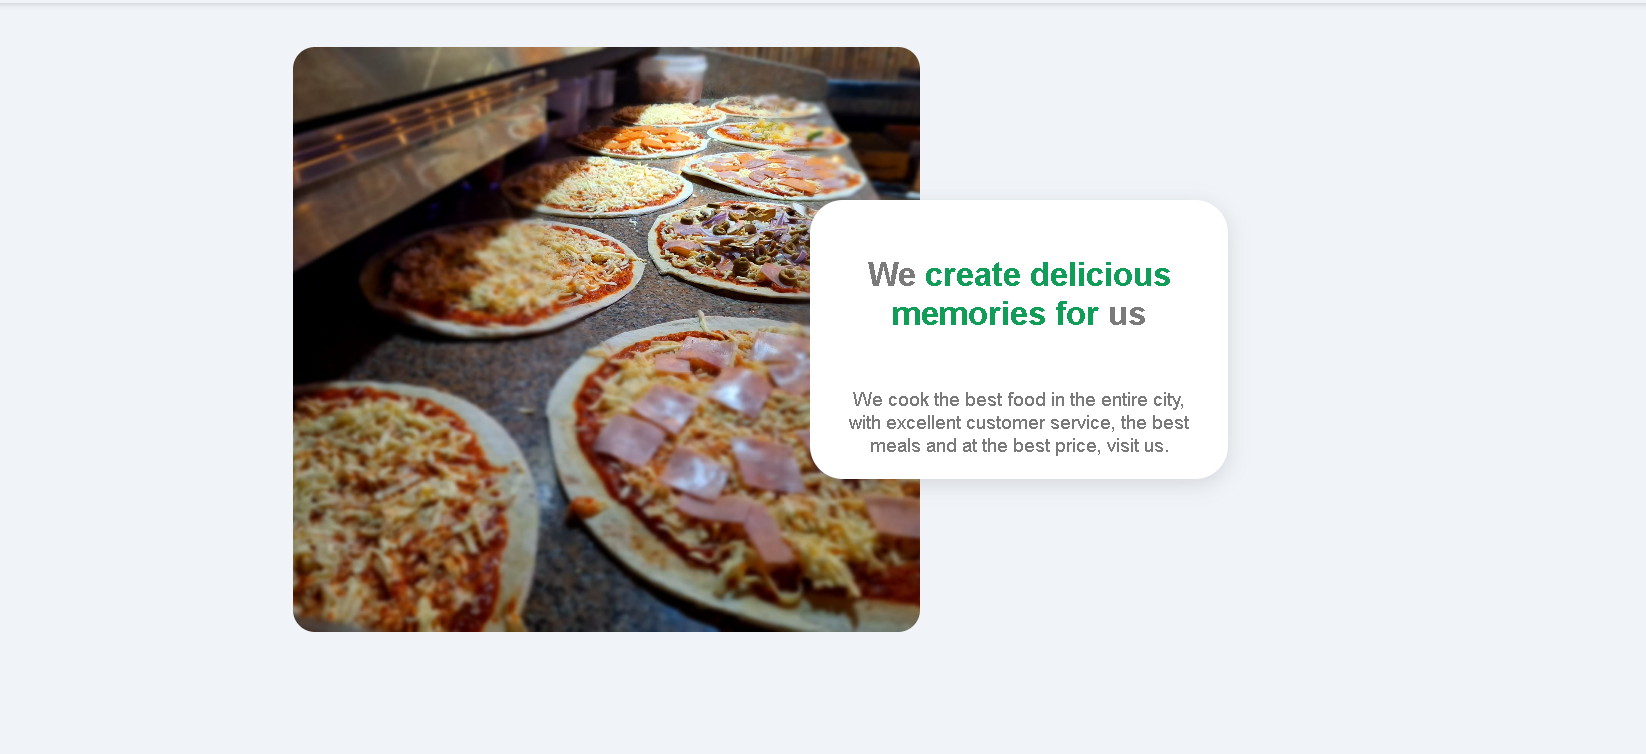 We create delicious
memories for us
We cook the best food in the entire city,
with excellent customer service, the best
meals and at the best price, visit us.